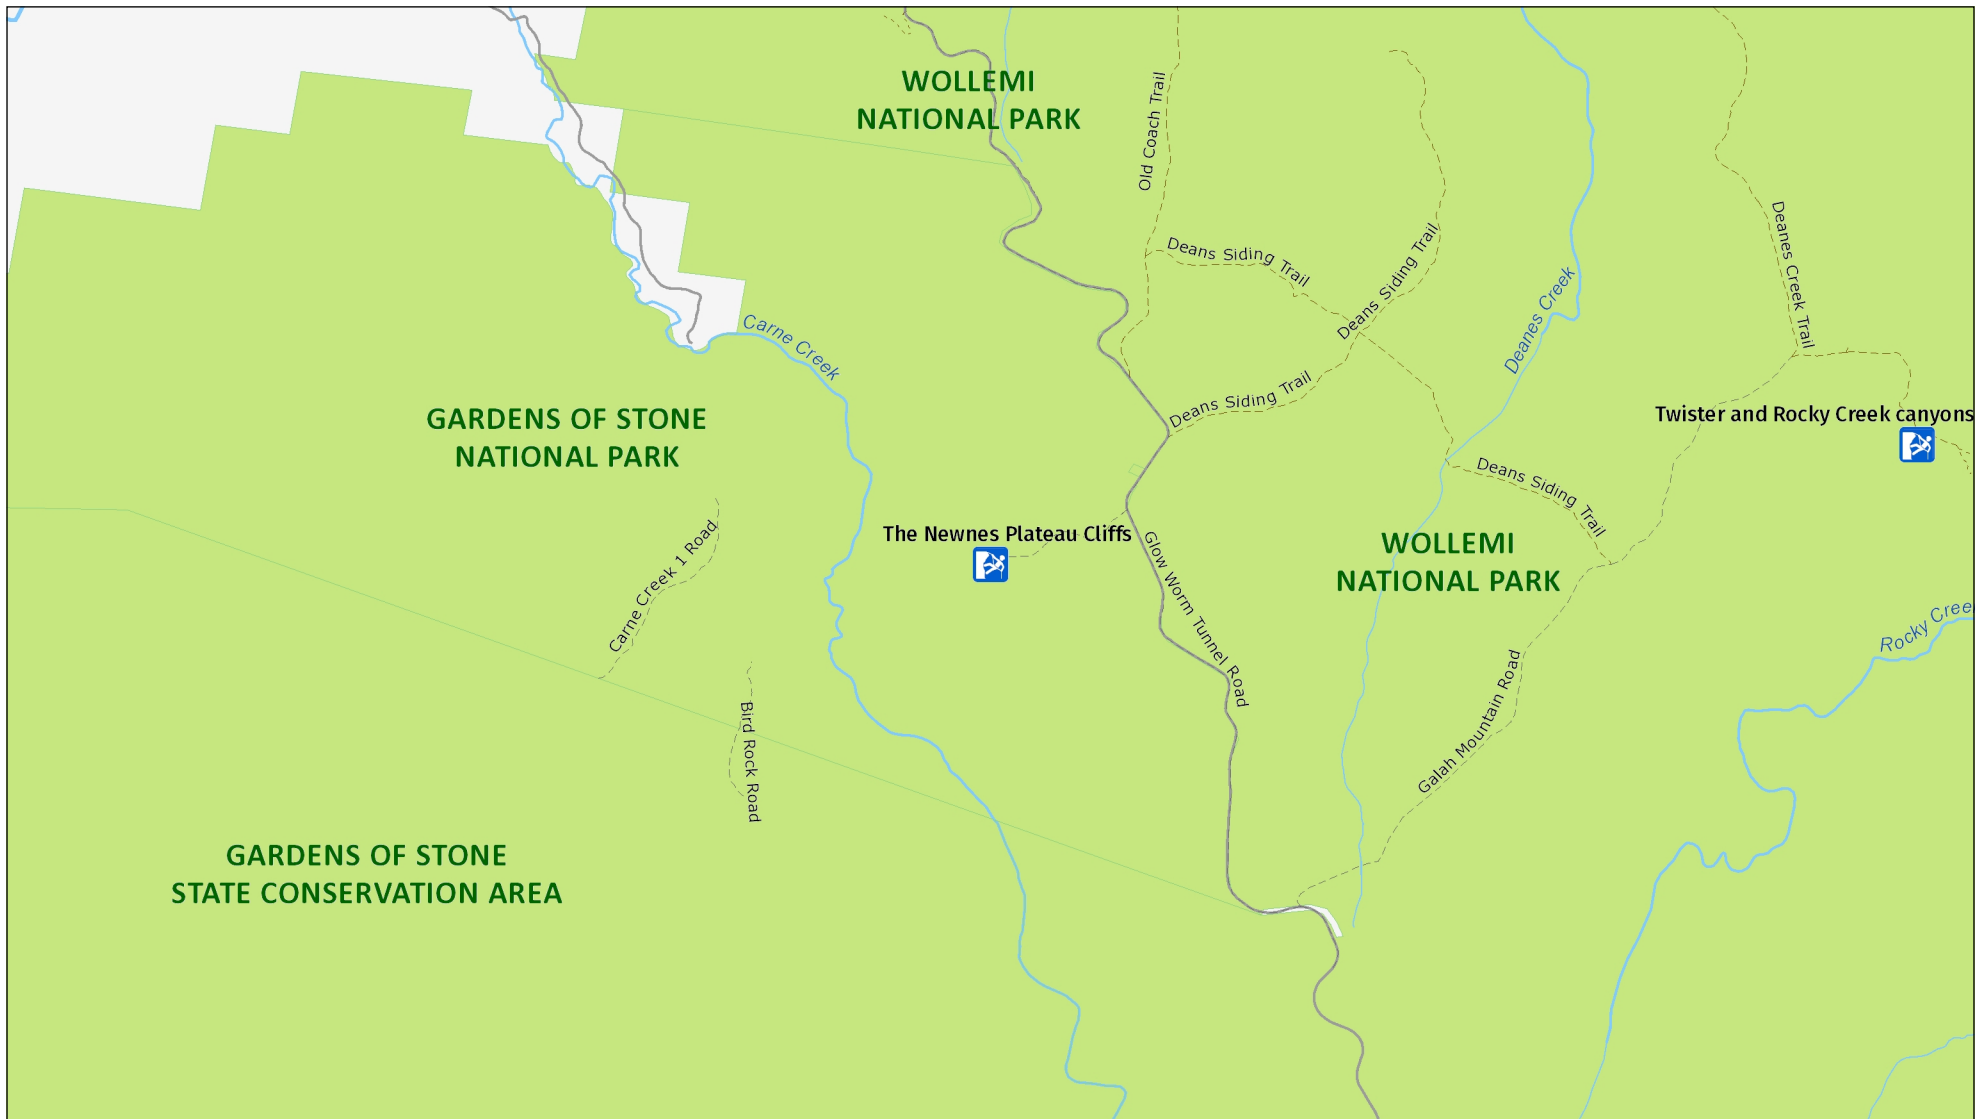 WOLLEMI
NATIONAL PARK
Old Coach Trail
Deans Siding Trail
Deans Siding Trail
Deanes Creek
Deanes Creek Trail
Carne Creek
Deans Siding Trail
GARDENS OF STONE
NATIONAL PARK
Twister and Rocky Creek canyons
Deans Siding Trail
The Newnes Plateau Cliffs
Carne Creek 1 Road
Glow Worm Tunnel Road
WOLLEMI
NATIONAL PARK
Rocky Cree
Galah Mountain Road
Bird Rock Road
GARDENS OF STONE
STATE CONSERVATION AREA